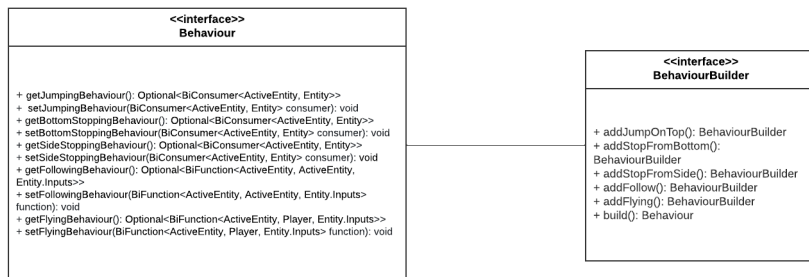 <<interface>>
Behaviour
+ getJumpingBehaviour(): Optional<BiConsumer<ActiveEntity, Entity>>
+ setJumpingBehaviour(BiConsumer<ActiveEntity, Entity> consumer): void
+ getBottomStoppingBehaviour(): Optional<BiConsumer<ActiveEntity, Entity>>
+ setBottomStoppingBehaviour(BiConsumer<ActiveEntity, Entity> consumer): void
+ getSideStoppingBehaviour(): Optional<BiConsumer<ActiveEntity, Entity>>
+ setSideStoppingBehaviour(BiConsumer<ActiveEntity, Entity> consumer): void
+ getFollowingBehaviour(): Optional<BiFunction<ActiveEntity, ActiveEntity,
Entity.Inputs>>
+ setFollowingBehaviour(BiFunction<ActiveEntity, ActiveEntity, Entity.Inputs>
function): void
+ getFlyingBehaviour(): Optional<BiFunction<ActiveEntity, Player, Entity.Inputs>>
+ setFlyingBehaviour(BiFunction<ActiveEntity, Player, Entity.Inputs> function): void
<<interface>>
BehaviourBuilder
+ addJumpOnTop(): BehaviourBuilder
+ addStopFromBottom():
BehaviourBuilder
+ addStopFromSide(): BehaviourBuilder
+ addFollow(): BehaviourBuilder
+ addFlying(): BehaviourBuilder
+ build(): Behaviour